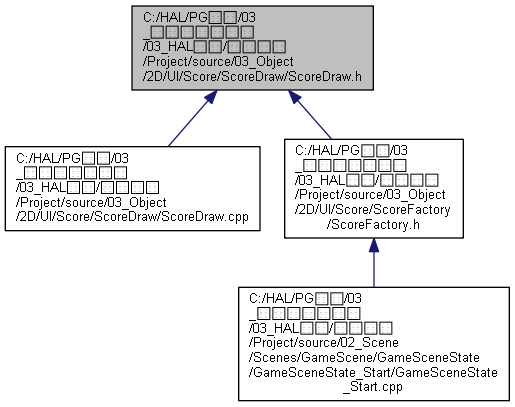 C:/HAL/PG□□/03
_□□□□□□□
/03_HAL□□/□□□□
/Project/source/03_Object
/2D/UI/Score/ScoreDraw/ScoreDraw.h
C:/HAL/PG□□/03
_□□□□□□□
/03_HAL□□/□□□□
/Project/source/03_Object
/2D/UI/Score/ScoreDraw/ScoreDraw.cpp
C:/HAL/PG□□/03
_□□□□□□□
/03_HAL□□/□□□□
/Project/source/03_Object
/2D/UI/Score/ScoreFactory
/ScoreFactory.h
C:/HAL/PG□□/03
_□□□□□□□
/03_HAL□□/□□□□
/Project/source/02_Scene
/Scenes/GameScene/GameSceneState
/GameSceneState_Start/GameSceneState
_Start.cpp